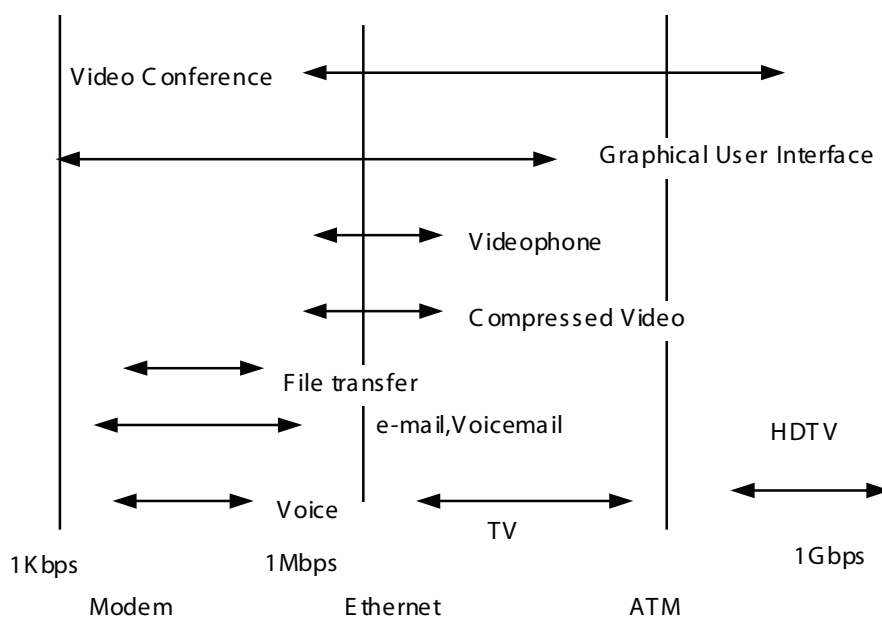 Video Conference
Graphical User Interface
Videophone
Compressed Video
File transfer
e-mail,Voicemail
HDTV
Voice
TV
1Kbps
1Mbps
1Gbps
Modem
Ethernet
ATM